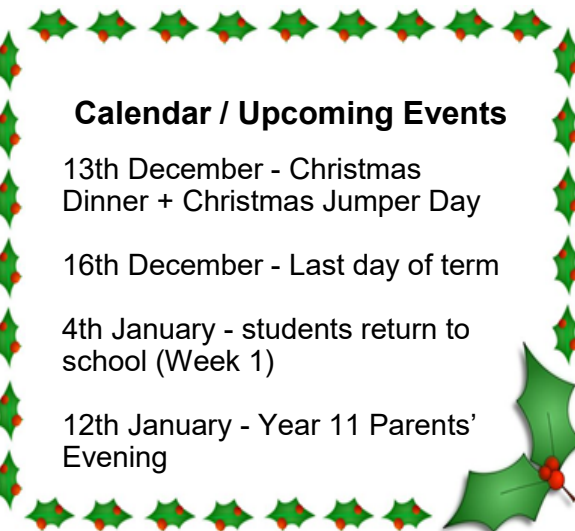 Calendar / Upcoming Events
13th December - Christmas
Dinner + Christmas Jumper Day
16th December - Last day of term
4th January - students return to
school (Week 1)
12th January - Year 11 Parents’
Evening